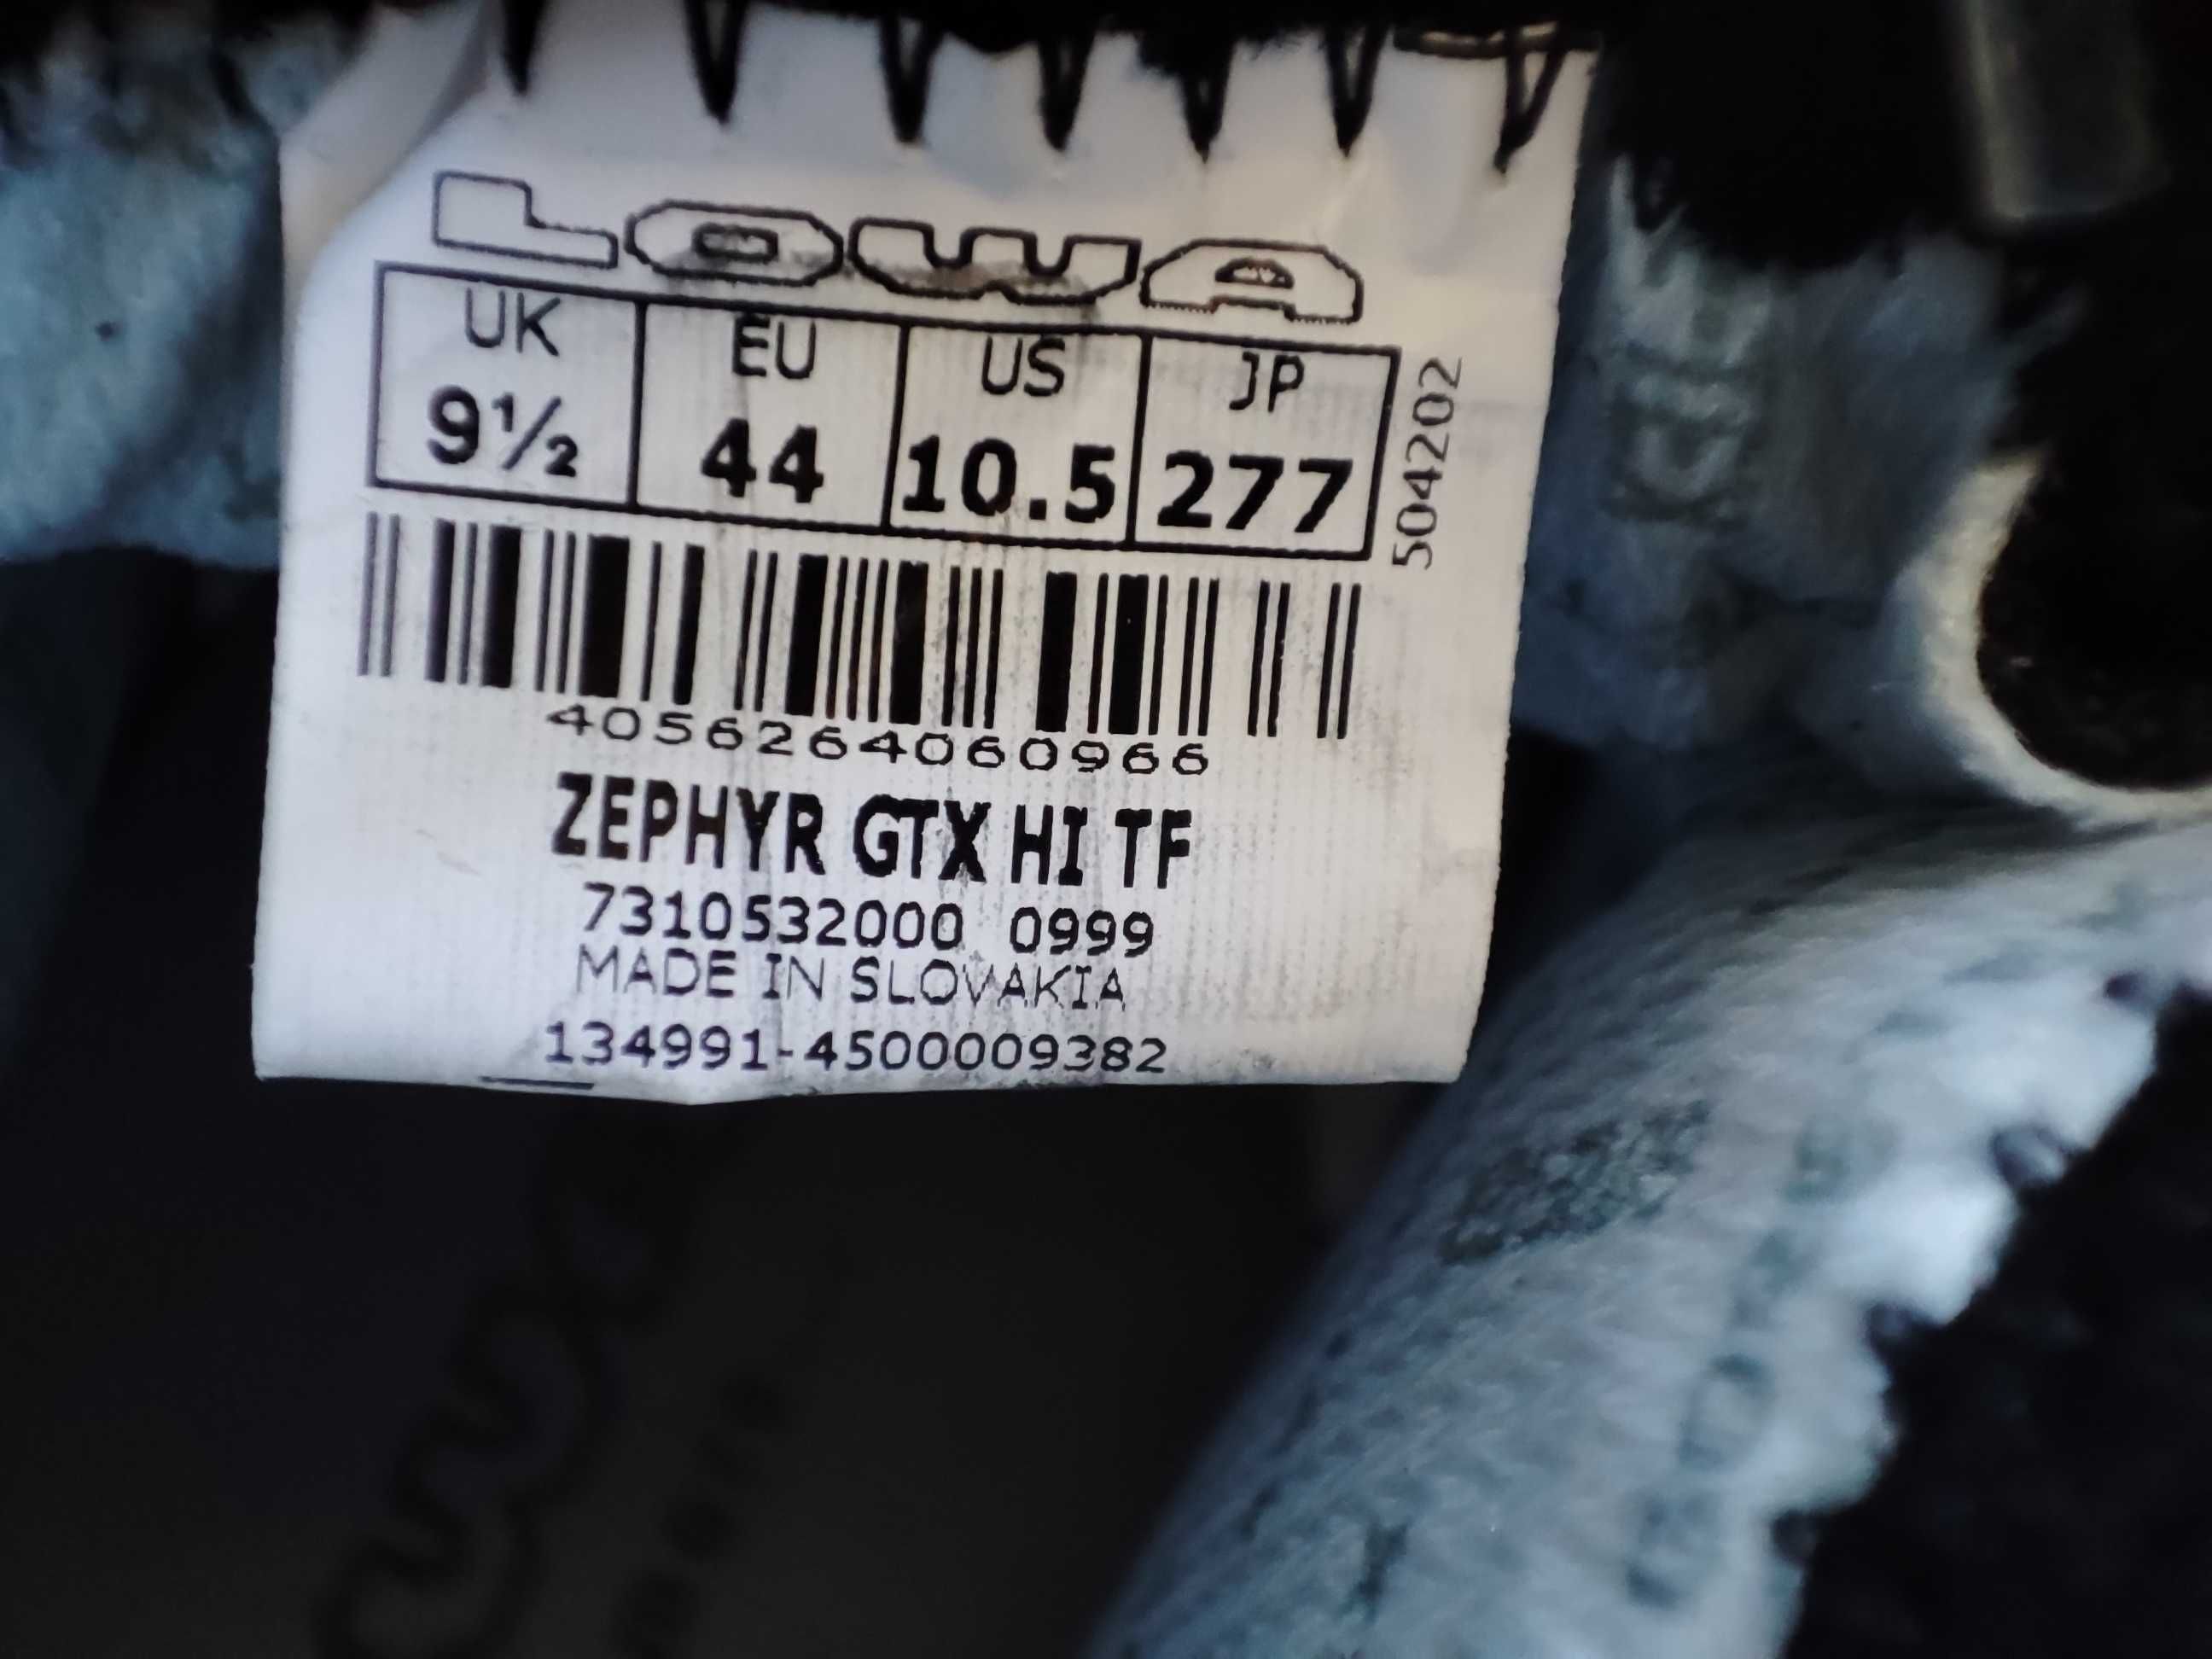 LOWA
UK EU US JP
9½ 44 10.5 277
504202
4056264060966
ZEPHYR GTX HI TF
7310532000 0999
MADE IN SLOVAKIA
134991-4500009382